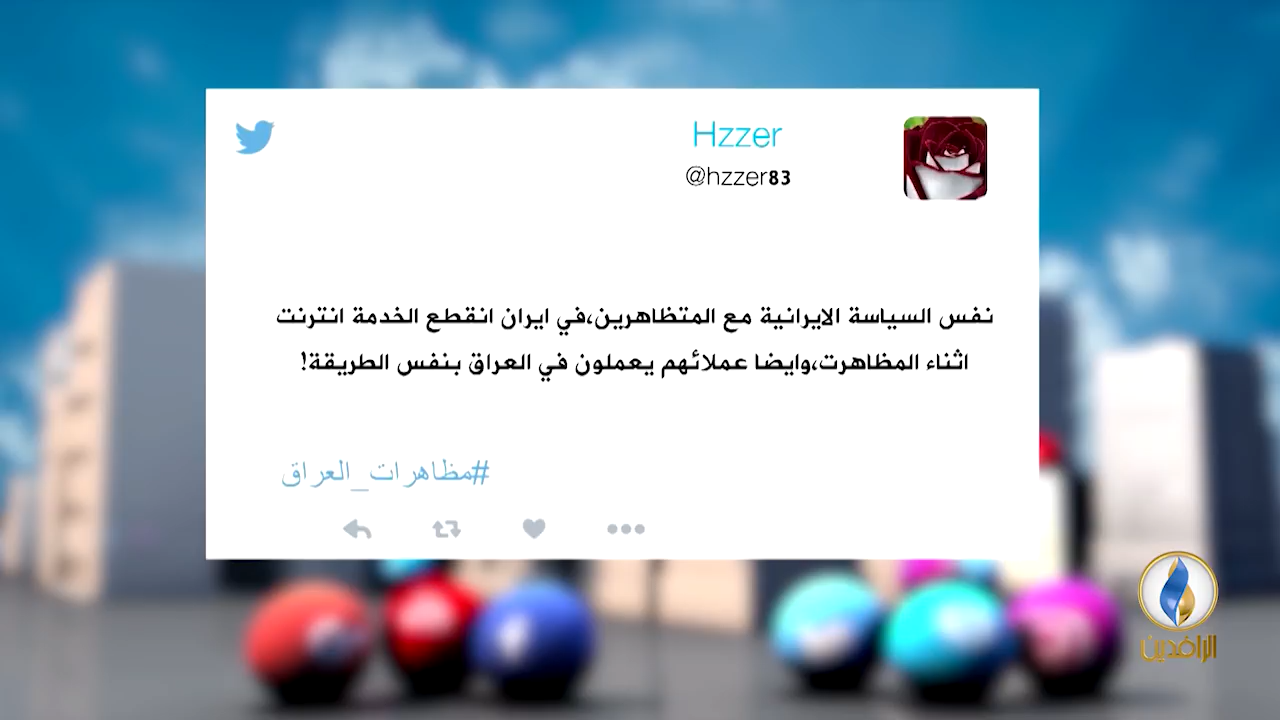 Hzzer
@hzzer83
نفس السياسة الايرانية مع المتظاهرين،في ايران انقطع الخدمة انترنت
اثناء المظاهرت،وايضا عملائهم يعملون في العراق بنفس الطريقة!
#مظاهرات_العراق
الرافدين